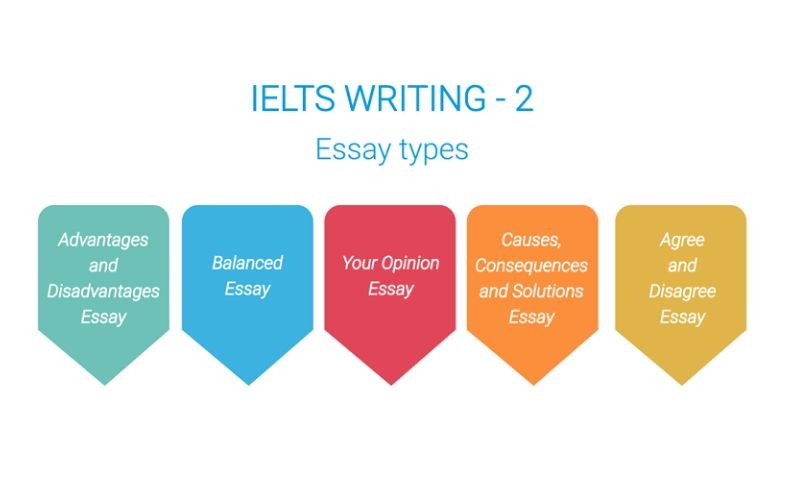 IELTS WRITING - 2
Essay types
Advantages
and
Disadvantages
Essay
Balanced
Essay
Your Opinion
Essay
Causes,
Consequences
and Solutions
Essay
Agree
and
Disagree
Essay